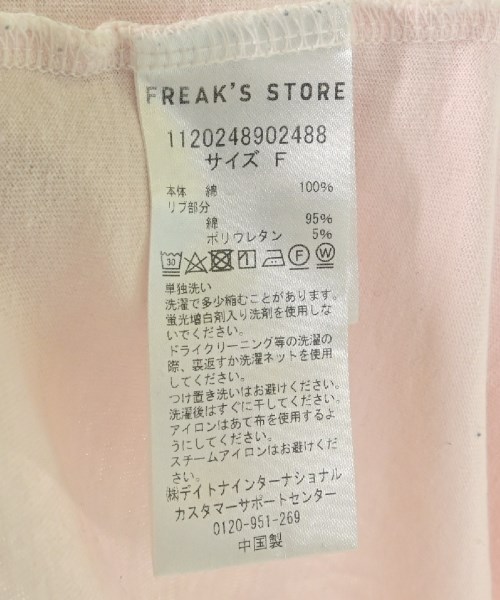 FREAK'S STORE
1120248902488
サイズ F
本体 綿 100%
リブ部分
綿 95%
ポリウレタン 5%
30 F W
単独洗い
洗濯で多少縮むことがあります。
蛍光増白剤入り洗剤を使用しな
いでください。
ドライクリーニング等の洗濯の
際、裏返すか洗濯ネットを使用
してください。
つけ置き洗いはお避けください。
洗濯後はすぐに干してください。
アイロンはあて布を使用するよ
うにしてください。
スチームアイロンはお避けくだ
さい。
㈱デイトナインターナショナル
カスタマーサポートセンター
0120-951-269
中国製